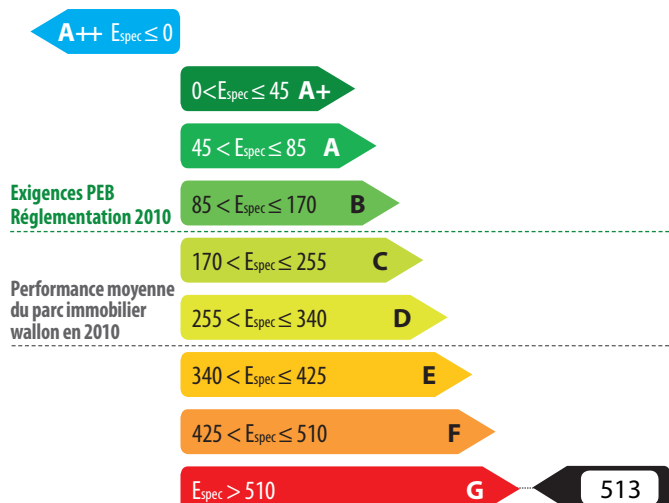 A++ Espec ≤ 0
0<Espec ≤ 45 A+
45 < Espec ≤ 85 A
Exigences PEB
Réglementation 2010
85 < Espec ≤ 170 B
170 < Espec ≤ 255 C
Performance moyenne
du parc immobilier
wallon en 2010
255 < Espec ≤ 340 D
340 < Espec ≤ 425 E
425 < Espec ≤ 510 F
Espec > 510 G 513